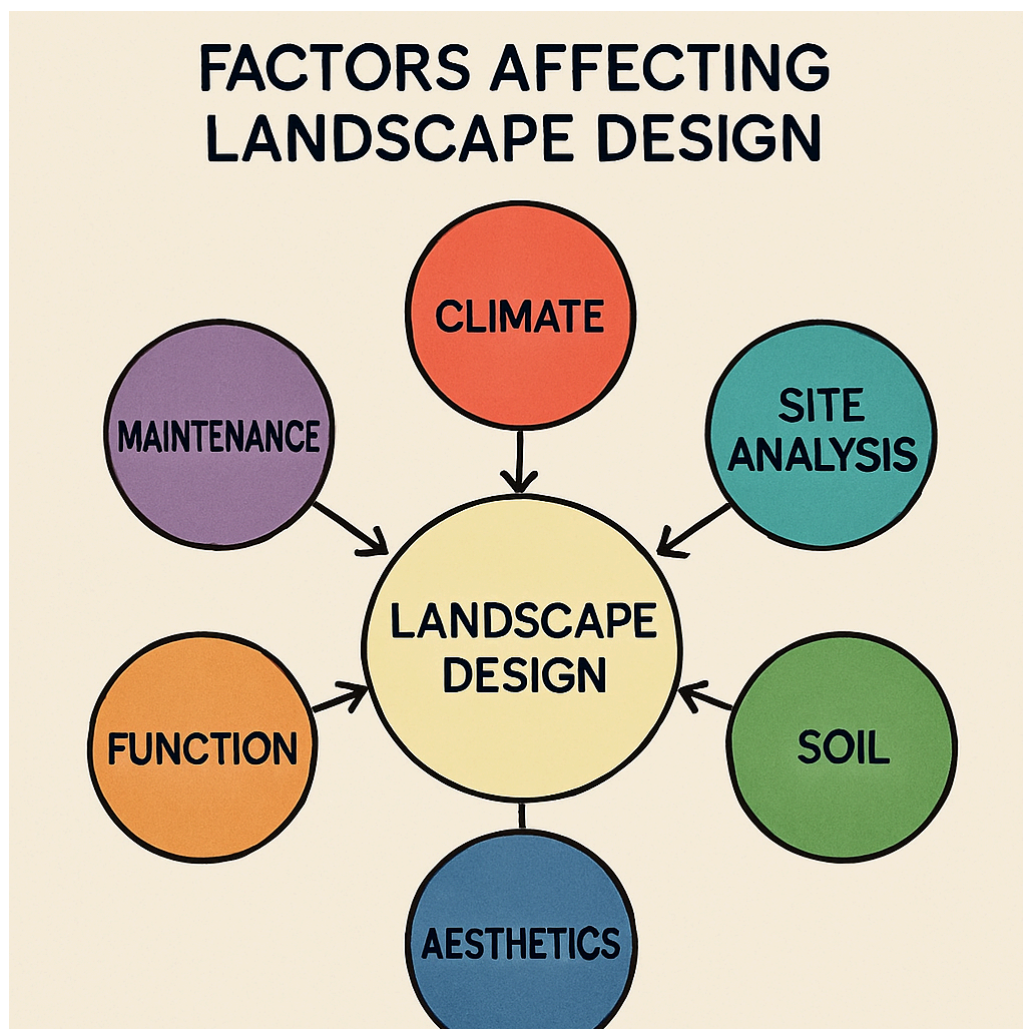 FACTORS AFFECTING
LANDSCAPE DESIGN
CLIMATE
MAINTENANCE
SITE
ANALYSIS
LANDSCAPE
DESIGN
FUNCTION
SOIL
AESTHETICS